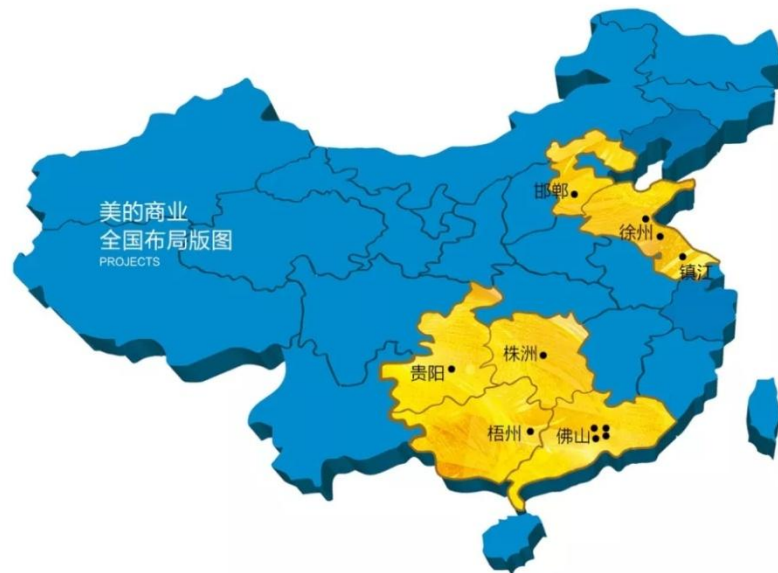 美的商业
全国布局版图
PROJECTS
邯郸
徐州
镇江
贵阳
株洲
梧州
佛山